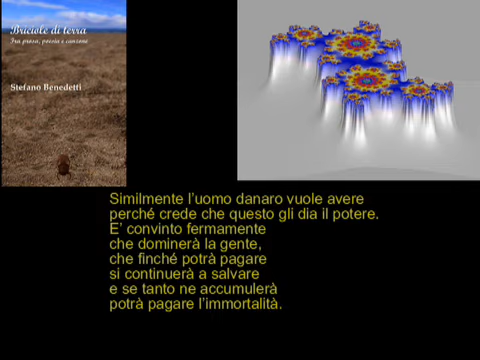 Briciole di terra
Fra prosa, poesia e canzone
Stefano Benedetti
Similmente l'uomo danaro vuole avere
perché crede che questo gli dia il potere.
E' convinto fermamente
che dominerà la gente,
che finché potrà pagare
si continuerà a salvare
e se tanto ne accumulerà
potrà pagare l'immortalità.